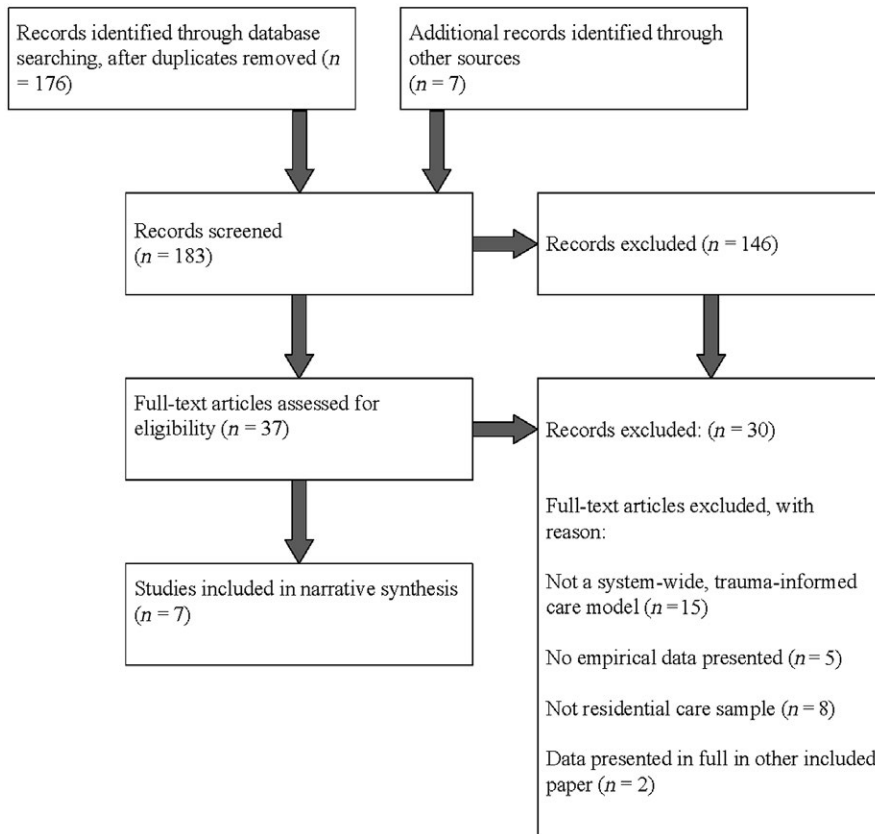 Records identified through database
searching, after duplicates removed (n
= 176)
Additional records identified through
other sources
(n = 7)
Records screened
(n = 183)
Records excluded (n = 146)
Full-text articles assessed for
eligibility (n = 37)
Records excluded: (n = 30)
Full-text articles excluded, with
reason:
Not a system-wide, trauma-informed
care model (n =15)
No empirical data presented (n = 5)
Not residential care sample (n = 8)
Data presented in full in other included
paper (n = 2)
Studies included in narrative synthesis
(n = 7)